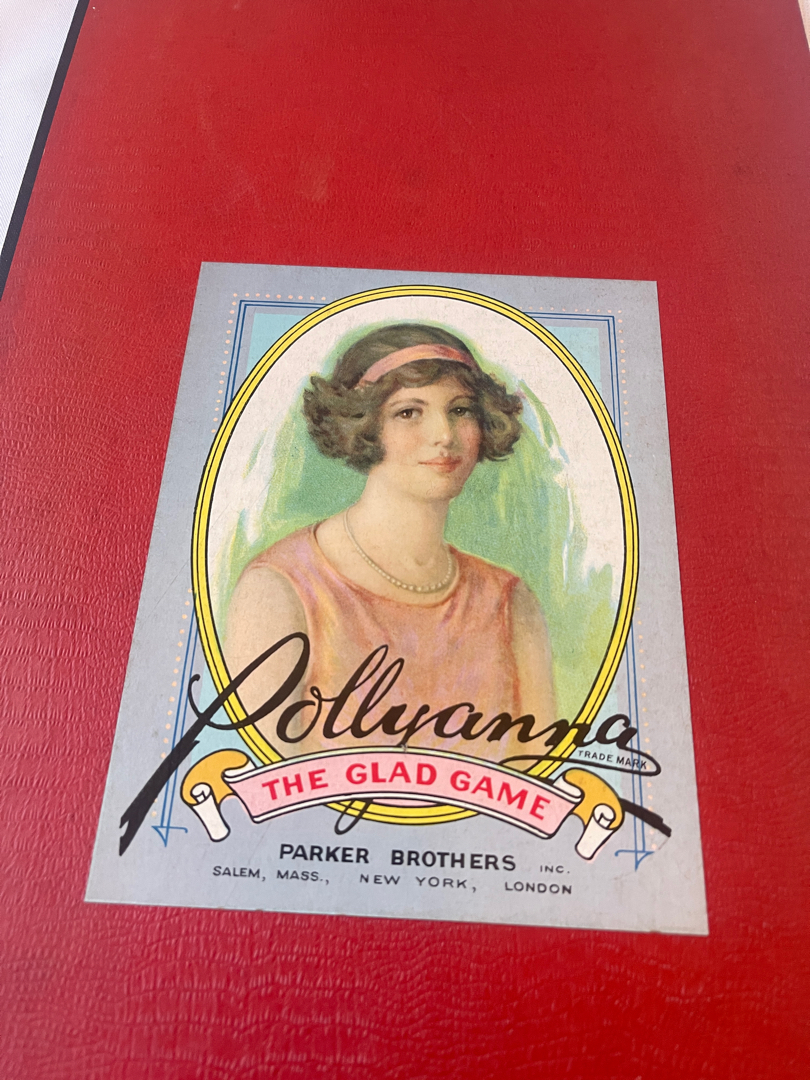 Pollyanna
TRADE MARK
THE GLAD GAME
PARKER BROTHERS INC.
SALEM, MASS., NEW YORK, LONDON